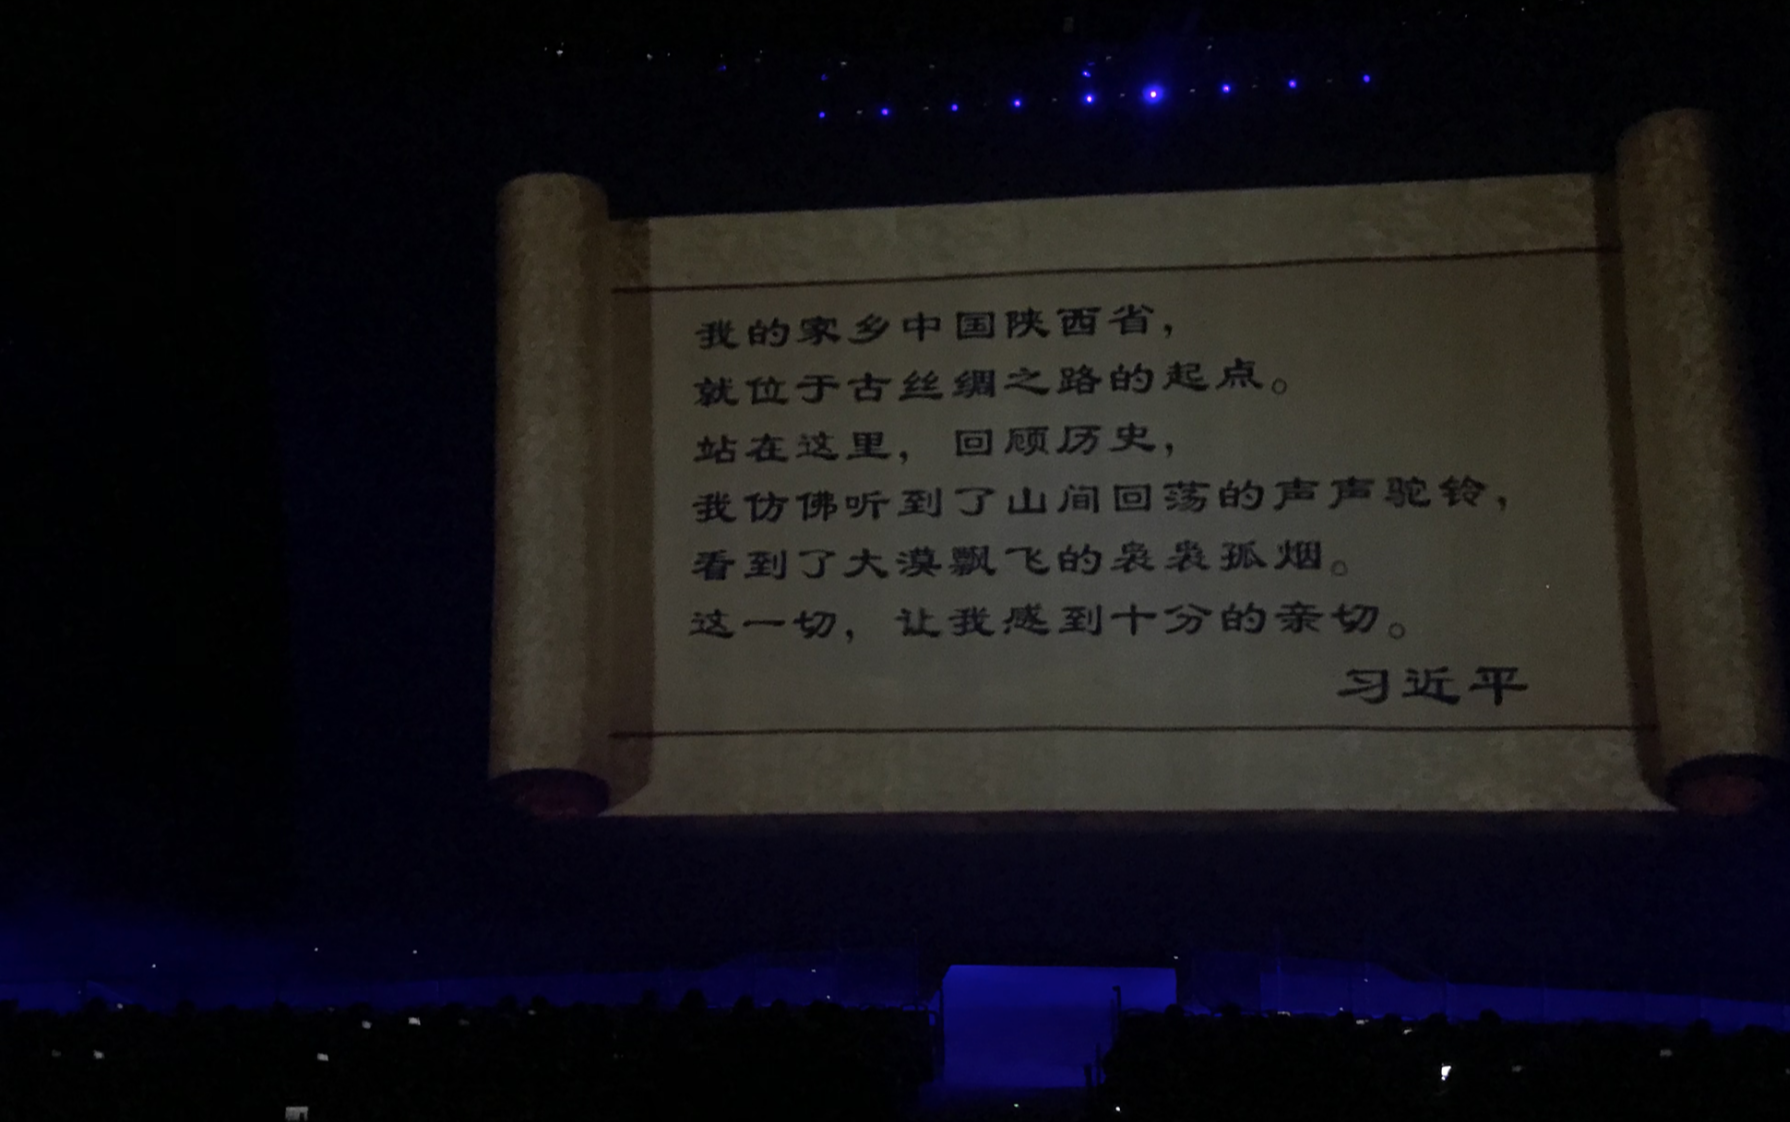 我的家乡中国陕西省，
就位于古丝绸之路的起点。
站在这里，回顾历史，
我仿佛听到了山间回荡的声声驼铃，
看到了大漠飘飞的袅袅孤烟。
这一切，让我感到十分的亲切。
习近平